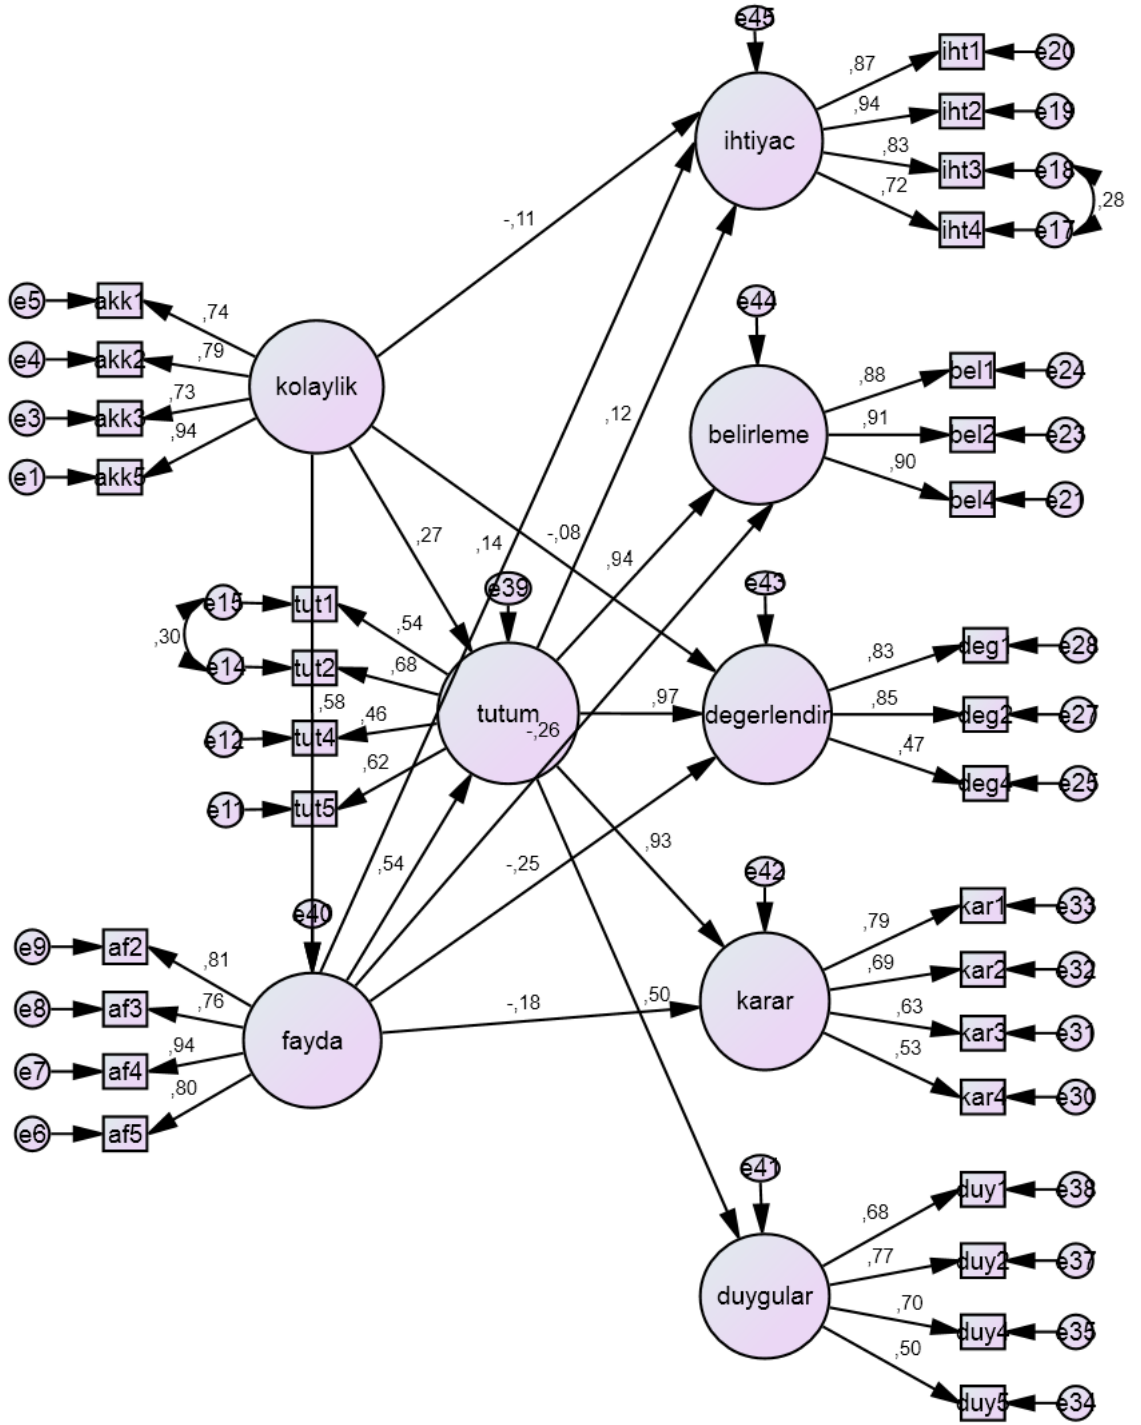 e45
iht1
e20
,87
iht2
e19
,94
ihtiyac
,83
iht3
e18
,72
,28
iht4
e17
-,11
e5
akk1
,74
e44
e4
akk2
,79
kolaylik
,88
bel1
e24
e3
akk3
,73
,12
belirleme
,91
bel2
e23
,94
e1
akk5
,90
bel4
e21
,27
,14
-,08
,94
e39
e43
e15
tut1
,54
,30
,83
deg1
e28
e14
tut2
,68
,58
,46
tutum
-,26
,97
degerlendir
,85
deg2
e27
e12
tut4
,62
,47
deg4
e25
e11
tut5
,54
-,25
,93
e42
e40
,79
kar1
e33
e9
af2
,81
,69
kar2
e32
e8
af3
,76
-,18
,50
karar
,63
kar3
e31
fayda
,94
e7
af4
,53
,80
kar4
e30
e6
af5
e41
duy1
e38
,68
,77
duy2
e37
duygular
,70
duy4
e35
,50
duy5
e34